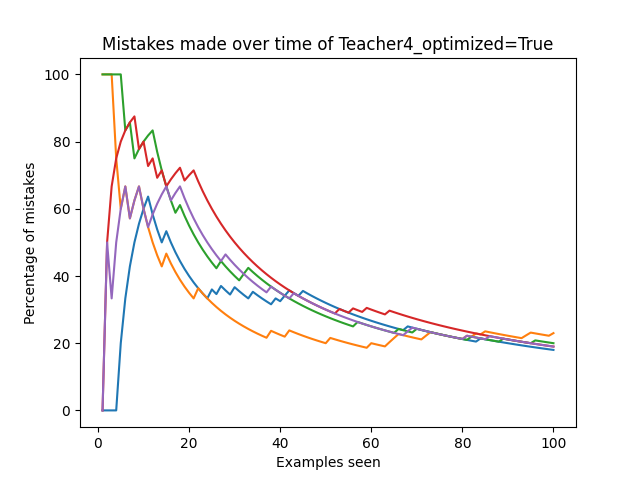 Mistakes made over time of Teacher4_optimized=True
100
80
60
40
20
0
Percentage of mistakes
0 20 40 60 80 100
Examples seen